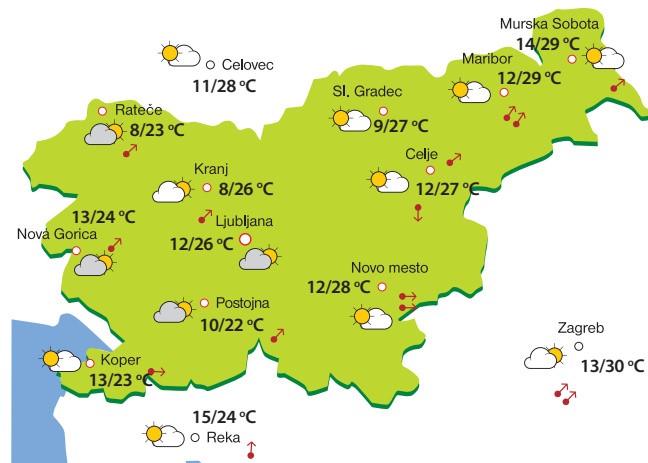 Murska Sobota
14/29 °C
Celovec
11/28 °C
Maribor
12/29 °C
Sl. Gradec
9/27 °C
Rateče
8/23 °C
Celje
12/27 °C
Kranj
8/26 °C
13/24 °C
Nova Gorica
Ljubljana
12/26 °C
Novo mesto
12/28 °C
Postojna
10/22 °C
Zagreb
13/30 °C
Koper
13/23 °C
15/24 °C
Reka